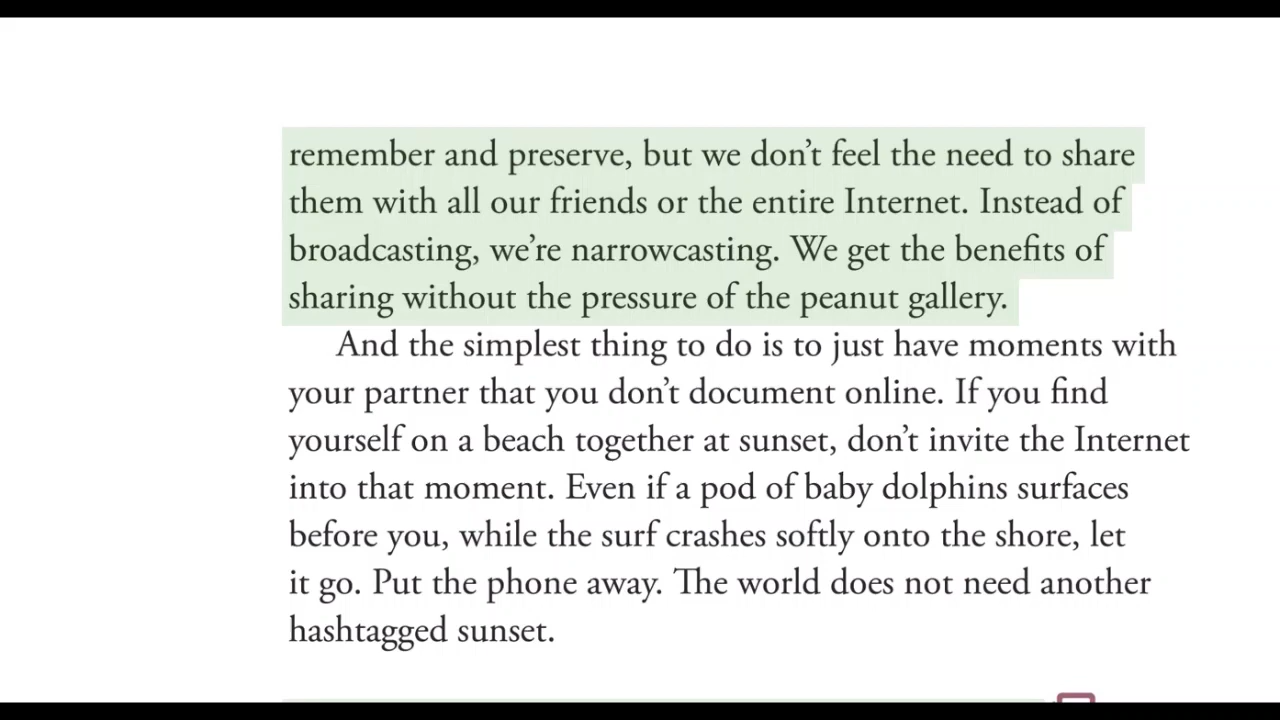 remember and preserve, but we don’t feel the need to share
them with all our friends or the entire Internet. Instead of
broadcasting, we’re narrowcasting. We get the benefits of
sharing without the pressure of the peanut gallery.
And the simplest thing to do is to just have moments with
your partner that you don’t document online. If you find
yourself on a beach together at sunset, don’t invite the Internet
into that moment. Even if a pod of baby dolphins surfaces
before you, while the surf crashes softly onto the shore, let
it go. Put the phone away. The world does not need another
hashtagged sunset.